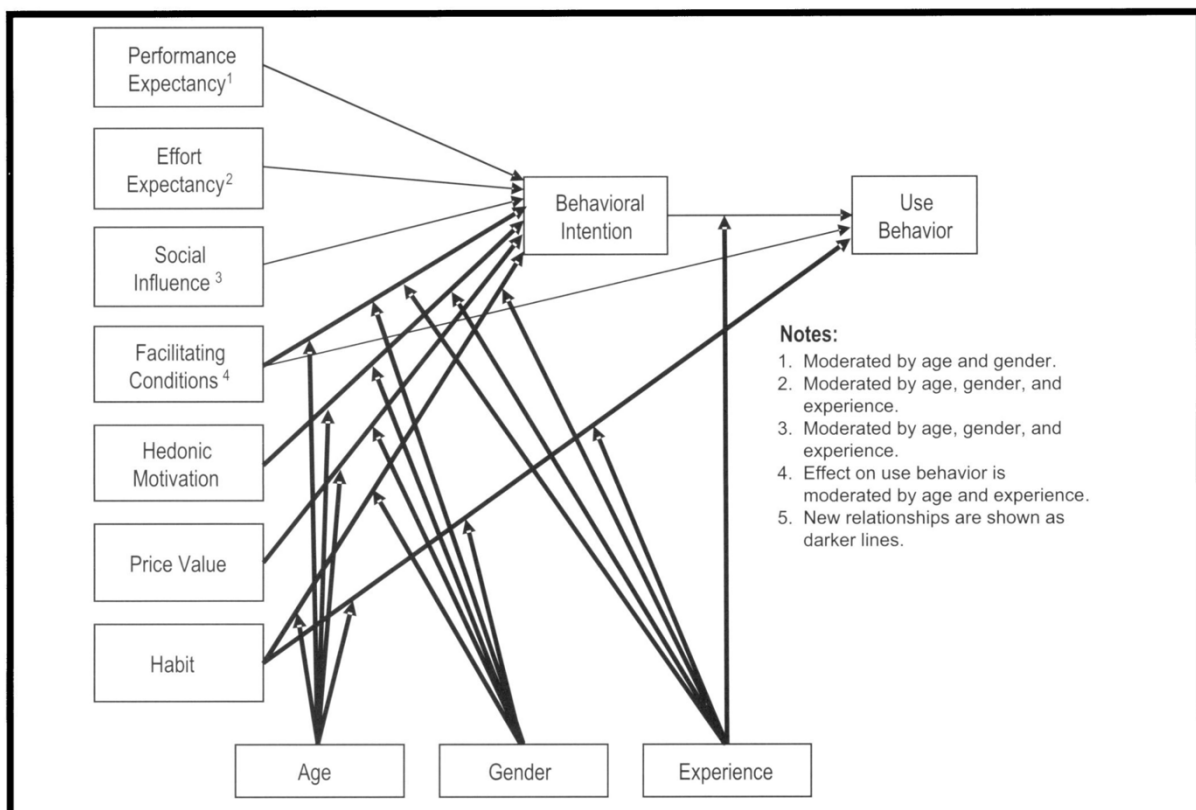 Performance
Expectancy1
Effort
Expectancy2
Social
Influence 3
Facilitating
Conditions 4
Hedonic
Motivation
Price Value
Habit
Behavioral
Intention
Use
Behavior
Notes:
1. Moderated by age and gender.
2. Moderated by age, gender, and
experience.
3. Moderated by age, gender, and
experience.
4. Effect on use behavior is
moderated by age and experience.
5. New relationships are shown as
darker lines.
Age
Gender
Experience